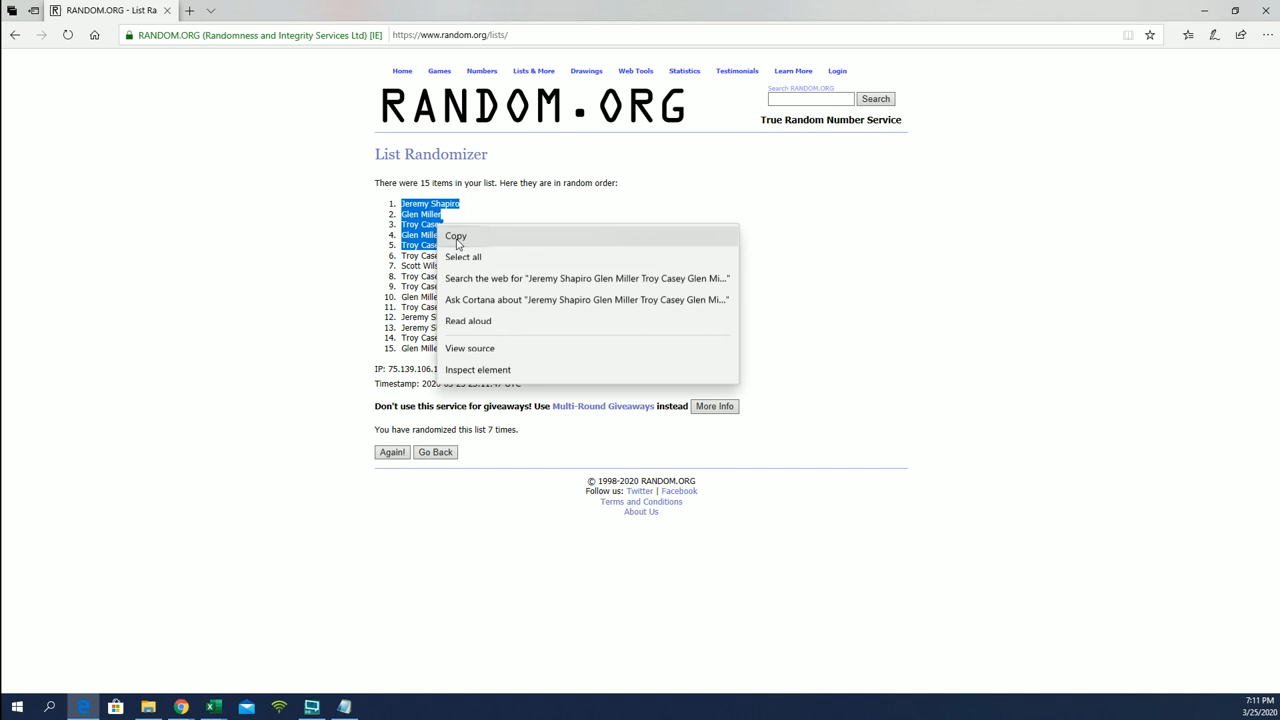 RANDOM.ORG - List Ra
RANDOM.ORG (Randomness and Integrity Services Ltd) [IE]
https://www.random.org/lists/
Home Games Numbers Lists & More Drawings Web Tools Statistics Testimonials Learn More Login
RANDOM.ORG
Search RANDOM.ORG
Search
True Random Number Service
List Randomizer
There were 15 items in your list. Here they are in random order:
1. Jeremy Shapiro
2. Glen Miller
3. Troy Case
4. Glen Mille
5. Troy Case
6. Troy Case
7. Scott Wils
8. Troy Case
9. Troy Case
10. Glen Mille
11. Troy Case
12. Jeremy S
13. Jeremy S
14. Troy Case
15. Glen Mille
Copy
Select all
Search the web for "Jeremy Shapiro Glen Miller Troy Casey Glen Mi..."
Ask Cortana about "Jeremy Shapiro Glen Miller Troy Casey Glen Mi..."
Read aloud
View source
Inspect element
IP: 75.139.106.1
Timestamp: 2020-03-25 23:11:47 UTC
Don't use this service for giveaways! Use Multi-Round Giveaways instead More Info
You have randomized this list 7 times.
Again! Go Back
© 1998-2020 RANDOM.ORG
Follow us: Twitter | Facebook
Terms and Conditions
About Us
7:11 PM
3/25/2020